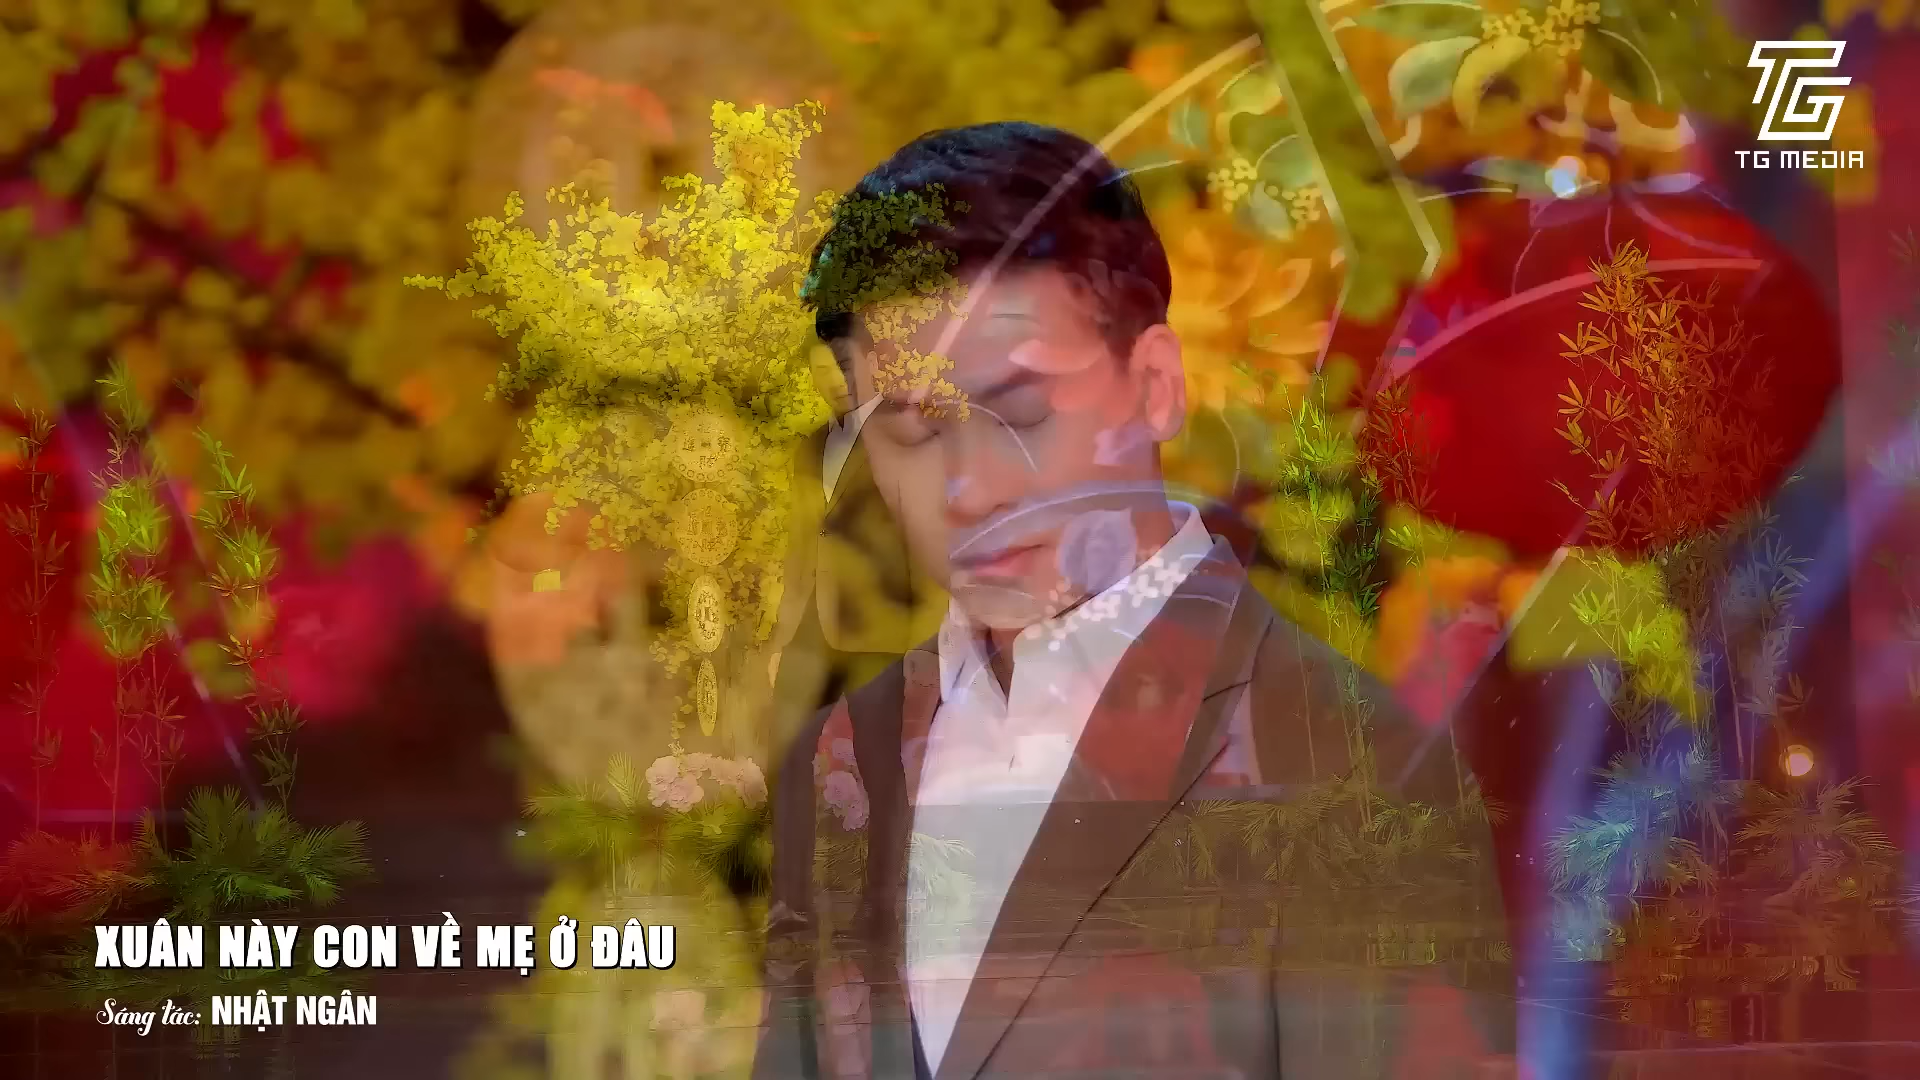 TG
TG MEDIA
XUÂN NÀY CON VỀ MẸ Ở ĐÂU
Sáng tác: NHẬT NGÂN